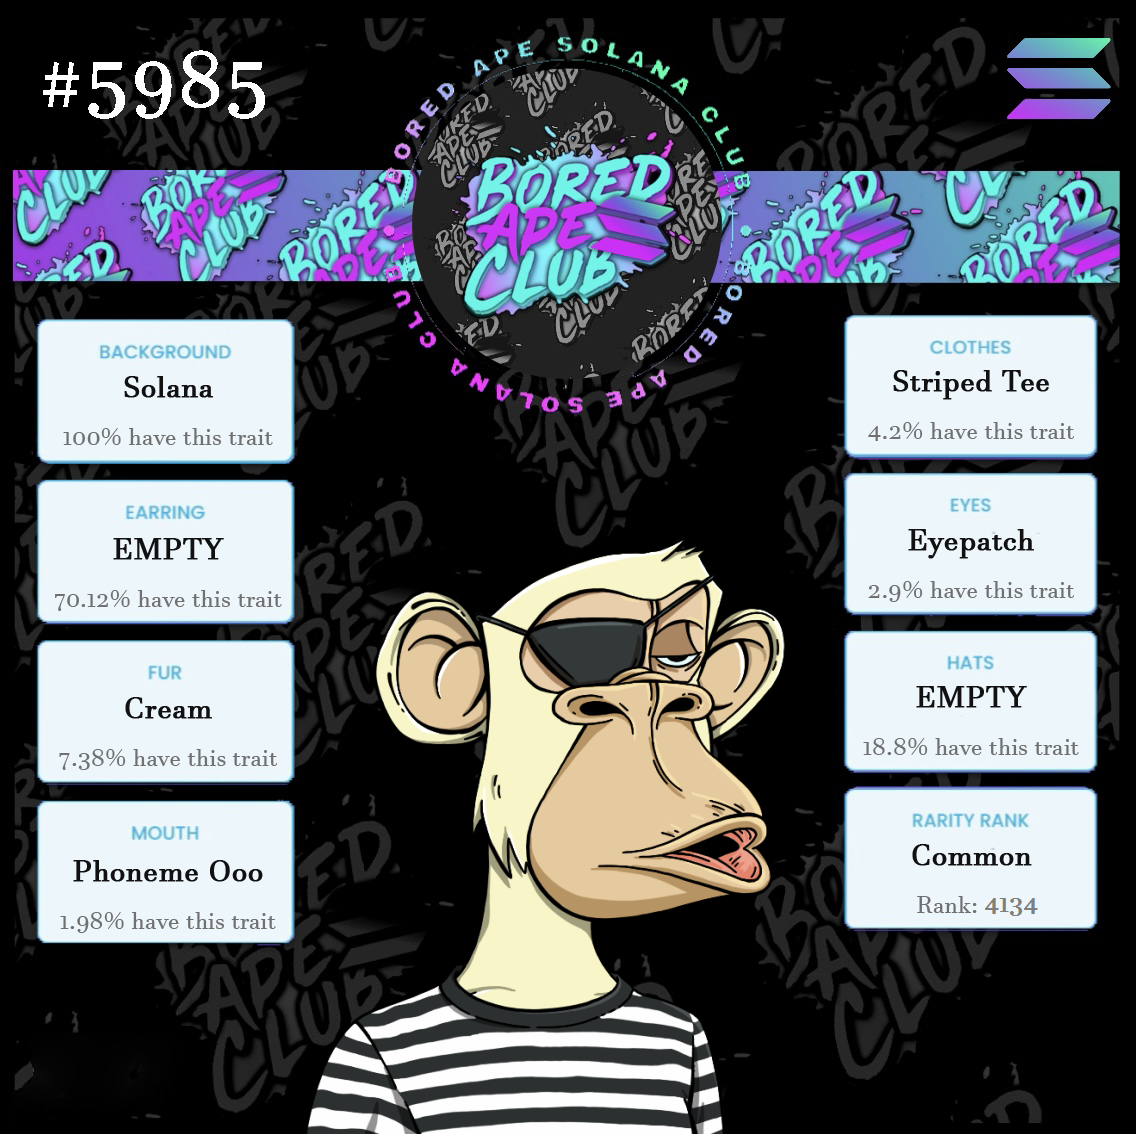 #5985
BORED APE SOLANA CLUB
BORED
APE
CLUB
BORED APE SOLANA CLUB
BACKGROUND
Solana
100% have this trait
EARRING
EMPTY
70.12% have this trait
FUR
Cream
7.38% have this trait
MOUTH
Phoneme Ooo
1.98% have this trait
CLOTHES
Striped Tee
4.2% have this trait
EYES
Eyepatch
2.9% have this trait
HATS
EMPTY
18.8% have this trait
RARITY RANK
Common
Rank: 4134